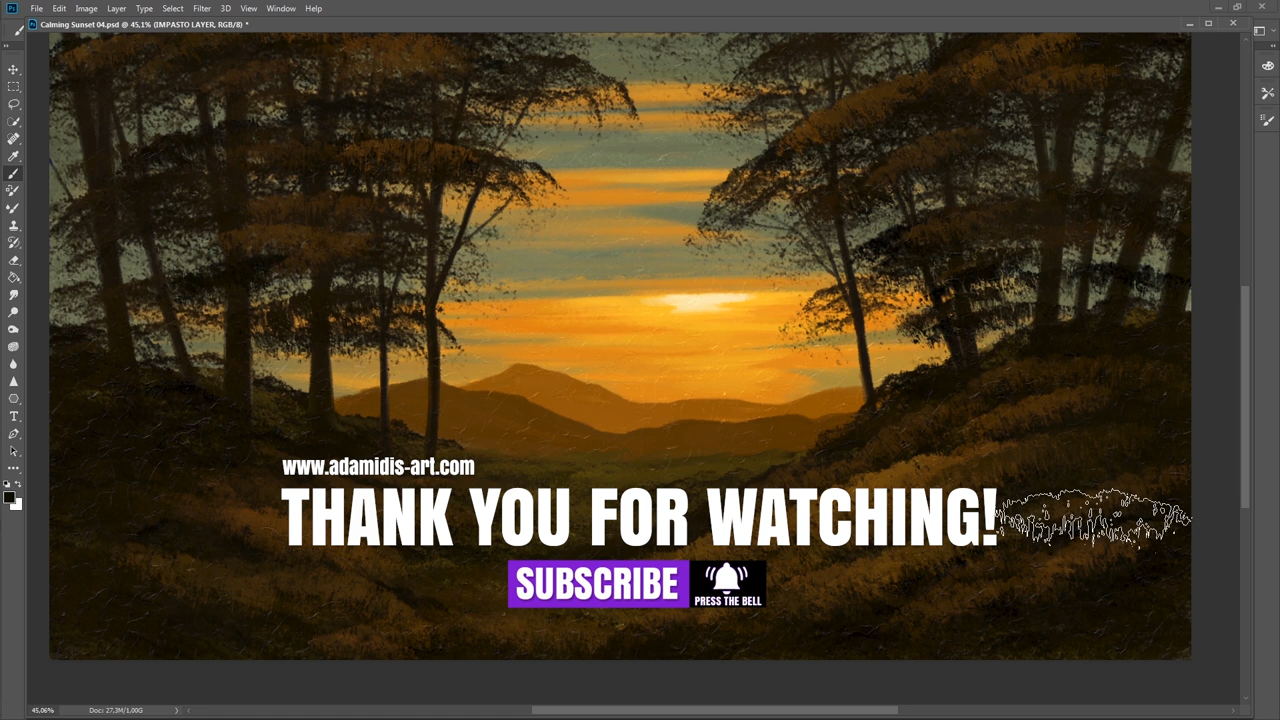 File Edit Image Layer Type Select Filter 3D View Window Help
Calming Sunset 04.psd @ 45,1% (IMPASTO LAYER, RGB/8) *
www.adamidis-art.com
THANK YOU FOR WATCHING!
SUBSCRIBE
PRESS THE BELL
45.06% Doc: 27,3M/1,00G